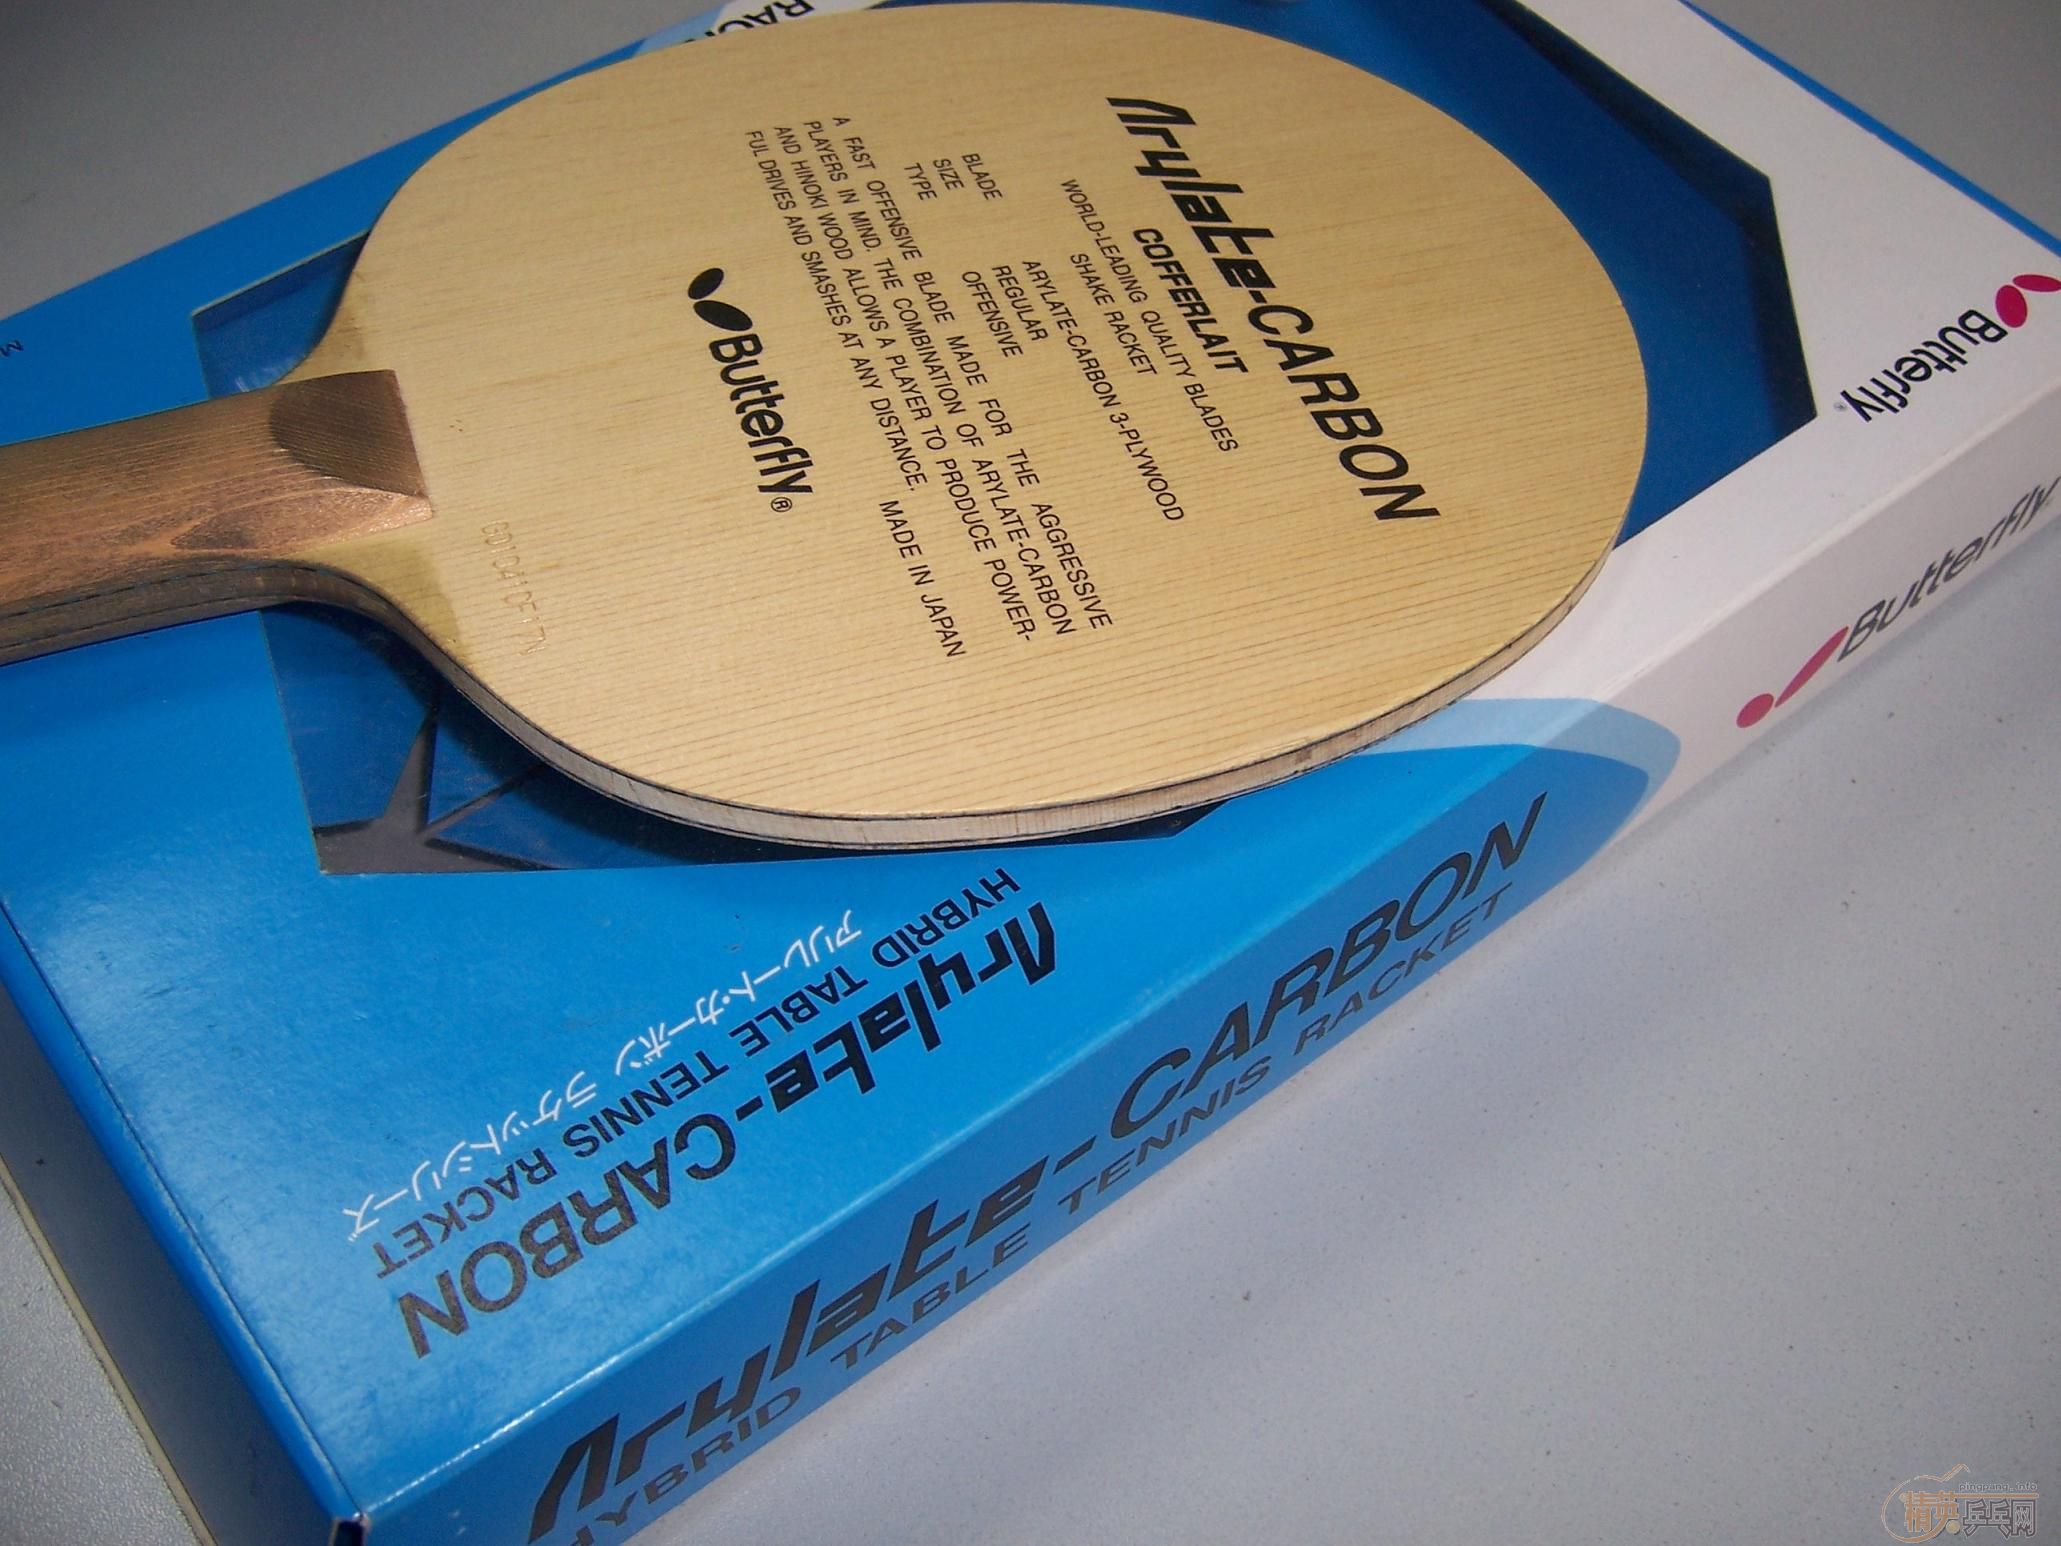 Arylate-CARBON
COFFERLAIT
WORLD-LEADING QUALITY BLADES
SHAKE RACKET
BLADE ARYLATE-CARBON 3-PLYWOOD
SIZE REGULAR
TYPE OFFENSIVE
A FAST OFFENSIVE BLADE MADE FOR THE AGGRESSIVE
PLAYERS IN MIND. THE COMBINATION OF ARYLATE-CARBON
AND HINOKI WOOD ALLOWS A PLAYER TO PRODUCE POWER-
FUL DRIVES AND SMASHES AT ANY DISTANCE. MADE IN JAPAN
Butterfly®
Butterfly®
Butterfly
Arylate-CARBON
HYBRID TABLE TENNIS RACKET
アリレート・カーボン ラケットシリーズ
Arylate-CARBON
HYBRID TABLE TENNIS RACKET
pingpang.info
精英乒乓网